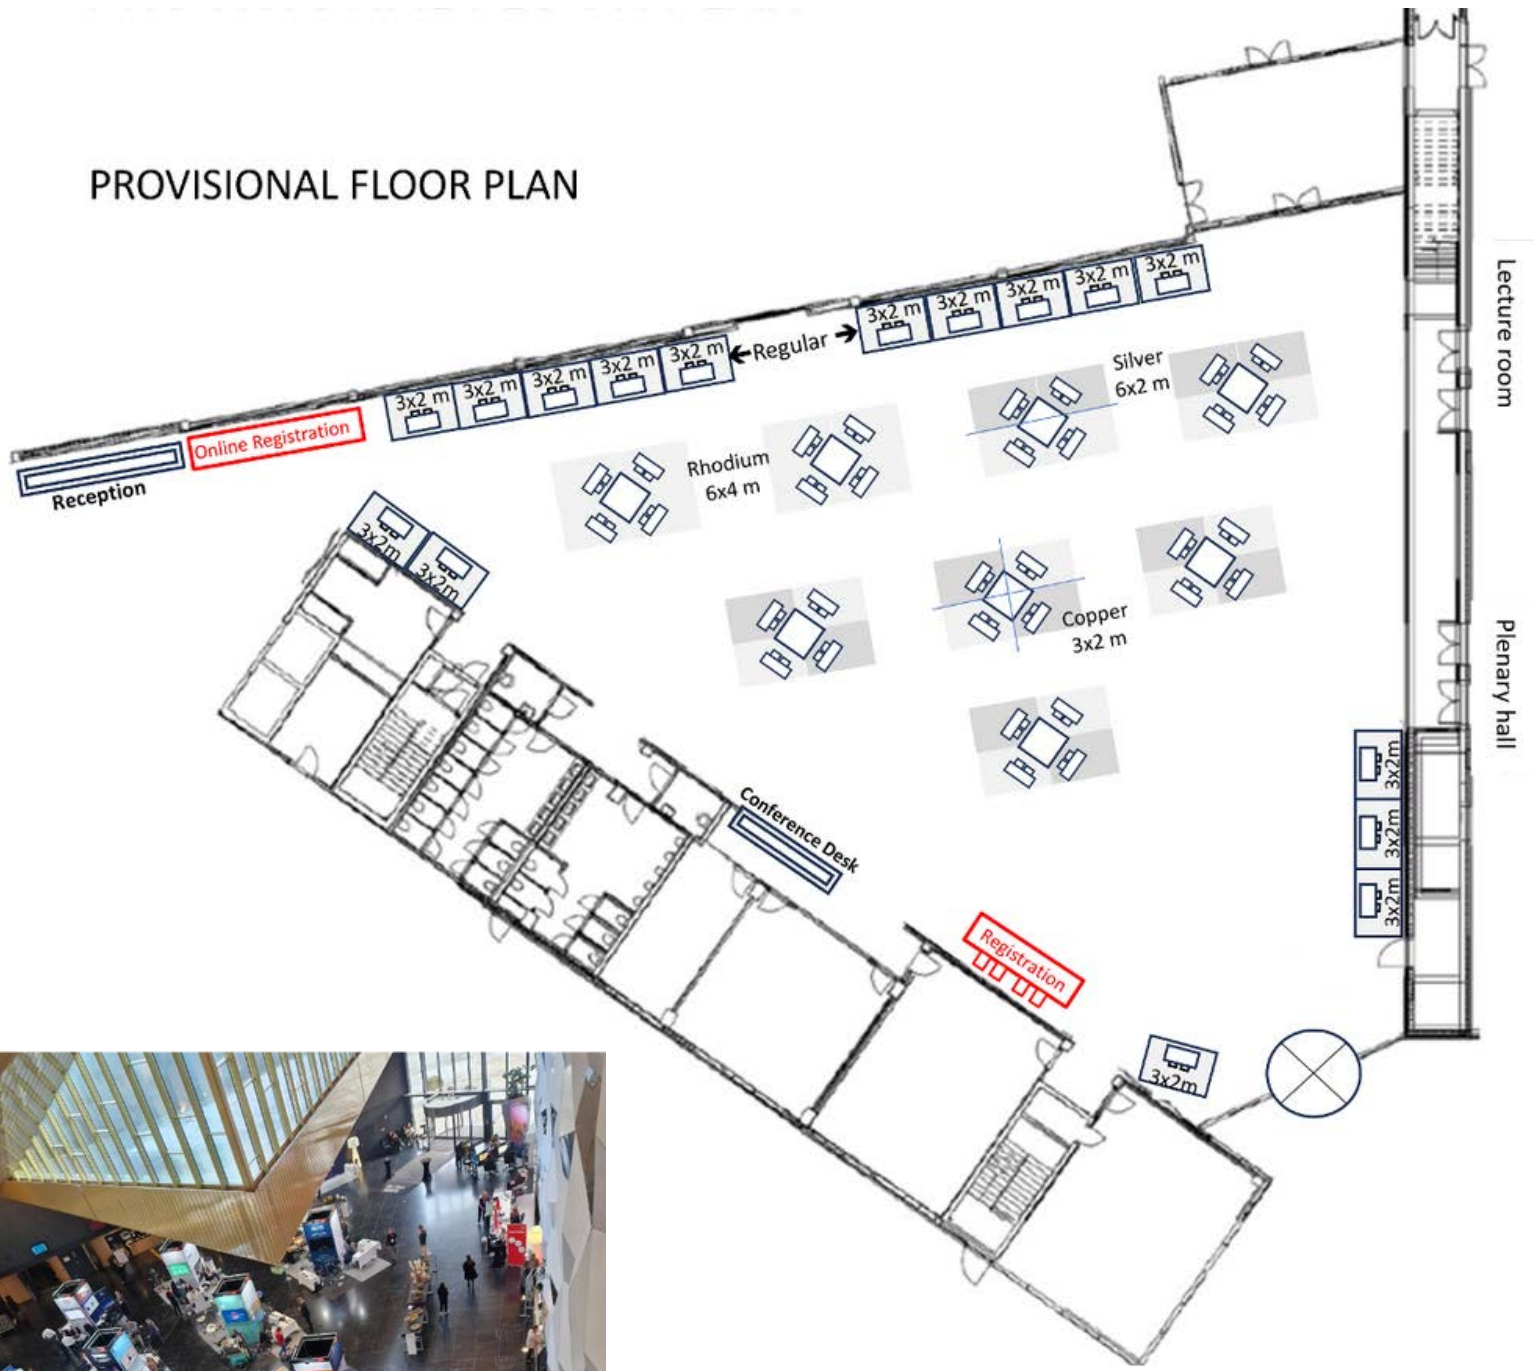 PROVISIONAL FLOOR PLAN
Lecture room
Plenary hall
3x2 m
3x2 m
3x2 m
3x2 m
3x2 m
Regular
3x2 m
3x2 m
3x2 m
3x2 m
3x2 m
Silver
6x2 m
Online Registration
Reception
Rhodium
6x4 m
3x2m
3x2m
Copper
3x2 m
3x2m
3x2m
3x2m
Conference Desk
Registration
3x2m